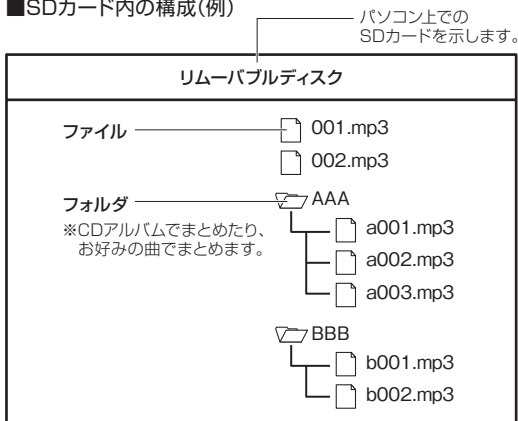 ■SDカード内の構成(例)
パソコン上での
SDカードを示します。
リムーバブルディスク
ファイル
001.mp3
002.mp3
フォルダ
AAA
※CDアルバムでまとめたり、
お好みの曲でまとめます。
a001.mp3
a002.mp3
a003.mp3
BBB
b001.mp3
b002.mp3